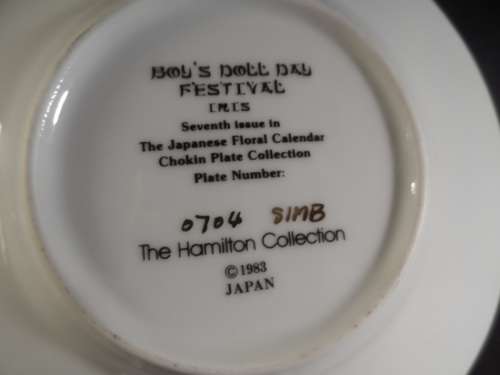 BOY'S DOLL DAY
FESTIVAL
IRIS
Seventh issue in
The Japanese Floral Calendar
Chokin Plate Collection
Plate Number:
0704 81MB
The Hamilton Collection
©1983
JAPAN